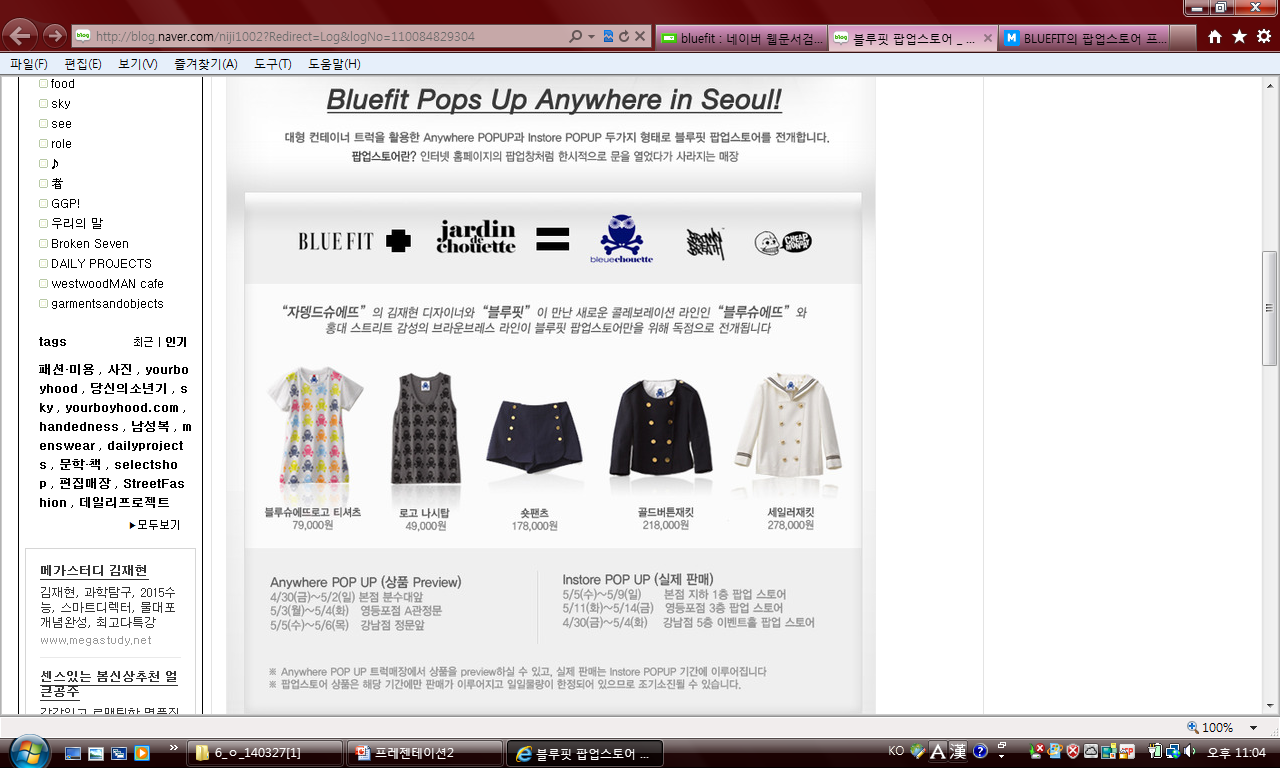 http://blog.naver.com/niji1002?Redirect=Log&logNo=110084829304
bluefit : 네이버 웹문서검...
블루핏 팝업스토어 _ ...
BLUEFIT의 팝업스토어 프...
파일(F) 편집(E) 보기(V) 즐겨찾기(A) 도구(T) 도움말(H)
food
sky
see
role
♪
者
GGP!
우리의 말
Broken Seven
DAILY PROJECTS
westwoodMAN cafe
garmentsandobjects
tags 최근 | 인기
패션·미용 , 사진 , yourbo
yhood , 당신의소년기 , s
ky , yourboyhood.com ,
handedness , 남성복 , m
enswear , dailyproject
s , 문학·책 , selectsho
p , 편집매장 , StreetFas
hion , 데일리프로젝트
▶모두보기
메가스터디 김재현
김재현, 과학탐구, 2015수
능, 스마트디렉터, 물대포
개념완성, 최고다특강
www.megastudy.net
센스있는 봄신상추천 얼
큰공주
Bluefit Pops Up Anywhere in Seoul!
대형 컨테이너 트럭을 활용한 Anywhere POPUP과 Instore POPUP 두가지 형태로 블루핏 팝업스토어를 전개합니다.
팝업스토어란? 인터넷 홈페이지의 팝업창처럼 한시적으로 문을 열었다가 사라지는 매장
BLUE FIT
jardin
de
chouette
bleuechouette
BROWN BREATH
CHEAP MONDAY
“자뎅드슈에뜨” 의 김재현 디자이너와 “블루핏” 이 만난 새로운 콜레보레이션 라인인 “블루슈에뜨” 와
홍대 스트리트 감성의 브라운브레스 라인이 블루핏 팝업스토어만을 위해 독점으로 전개됩니다
블루슈에뜨로고 티셔츠
79,000원
로고 나시탑
49,000원
숏팬츠
178,000원
골드버튼재킷
218,000원
세일러재킷
278,000원
Anywhere POP UP (상품 Preview)
4/30(금)~5/2(일) 본점 분수대앞
5/3(월)~5/4(화) 영등포점 A관정문
5/5(수)~5/6(목) 강남점 정문앞
Instore POP UP (실제 판매)
5/5(수)~5/9(일) 본점 지하 1층 팝업 스토어
5/11(화)~5/14(금) 영등포점 3층 팝업 스토어
4/30(금)~5/4(화) 강남점 5층 이벤트홀 팝업 스토어
※ Anywhere POP UP 트럭매장에서 상품을 preview하실 수 있고, 실제 판매는 Instore POPUP 기간에 이루어집니다
※ 팝업스토어 상품은 해당 기간에만 판매가 이루어지고 일일물량이 한정되어 있으므로 조기소진될 수 있습니다.
100%
6_o_140327[1]
프레젠테이션2
블루핏 팝업스토어 ...
KO
A漢
오후 11:04